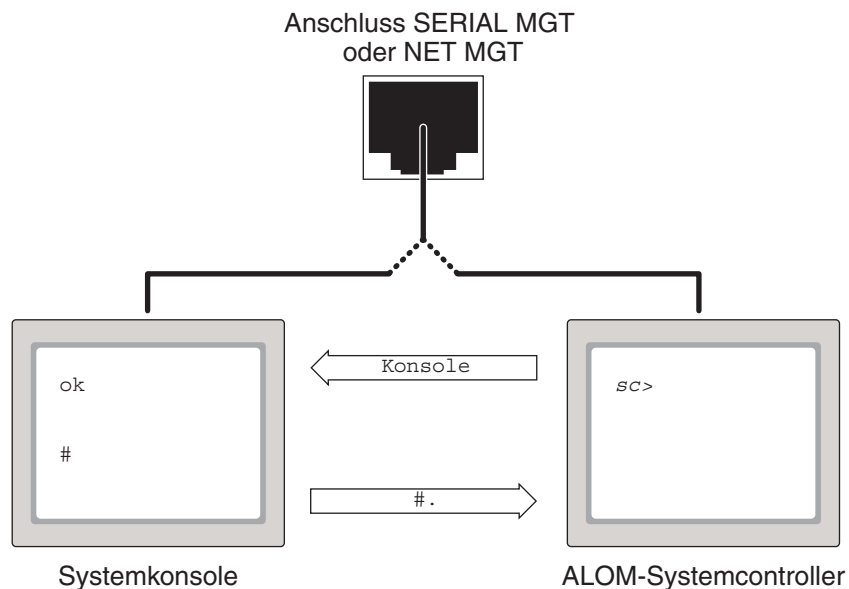 Anschluss SERIAL MGT
oder NET MGT
Konsole
ok
sc>
#
#.
Systemkonsole
ALOM-Systemcontroller